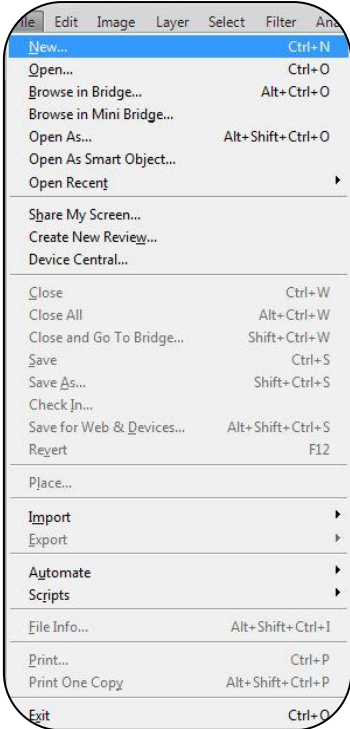 ile Edit Image Layer Select Filter Ana
New... Ctrl+N
Open... Ctrl+O
Browse in Bridge... Alt+Ctrl+O
Browse in Mini Bridge...
Open As... Alt+Shift+Ctrl+O
Open As Smart Object...
Open Recent
Share My Screen...
Create New Review...
Device Central...
Close Ctrl+W
Close All Alt+Ctrl+W
Close and Go To Bridge... Shift+Ctrl+W
Save Ctrl+S
Save As... Shift+Ctrl+S
Check In...
Save for Web & Devices... Alt+Shift+Ctrl+S
Revert F12
Place...
Import
Export
Automate
Scripts
File Info... Alt+Shift+Ctrl+I
Print... Ctrl+P
Print One Copy Alt+Shift+Ctrl+P
Exit Ctrl+Q